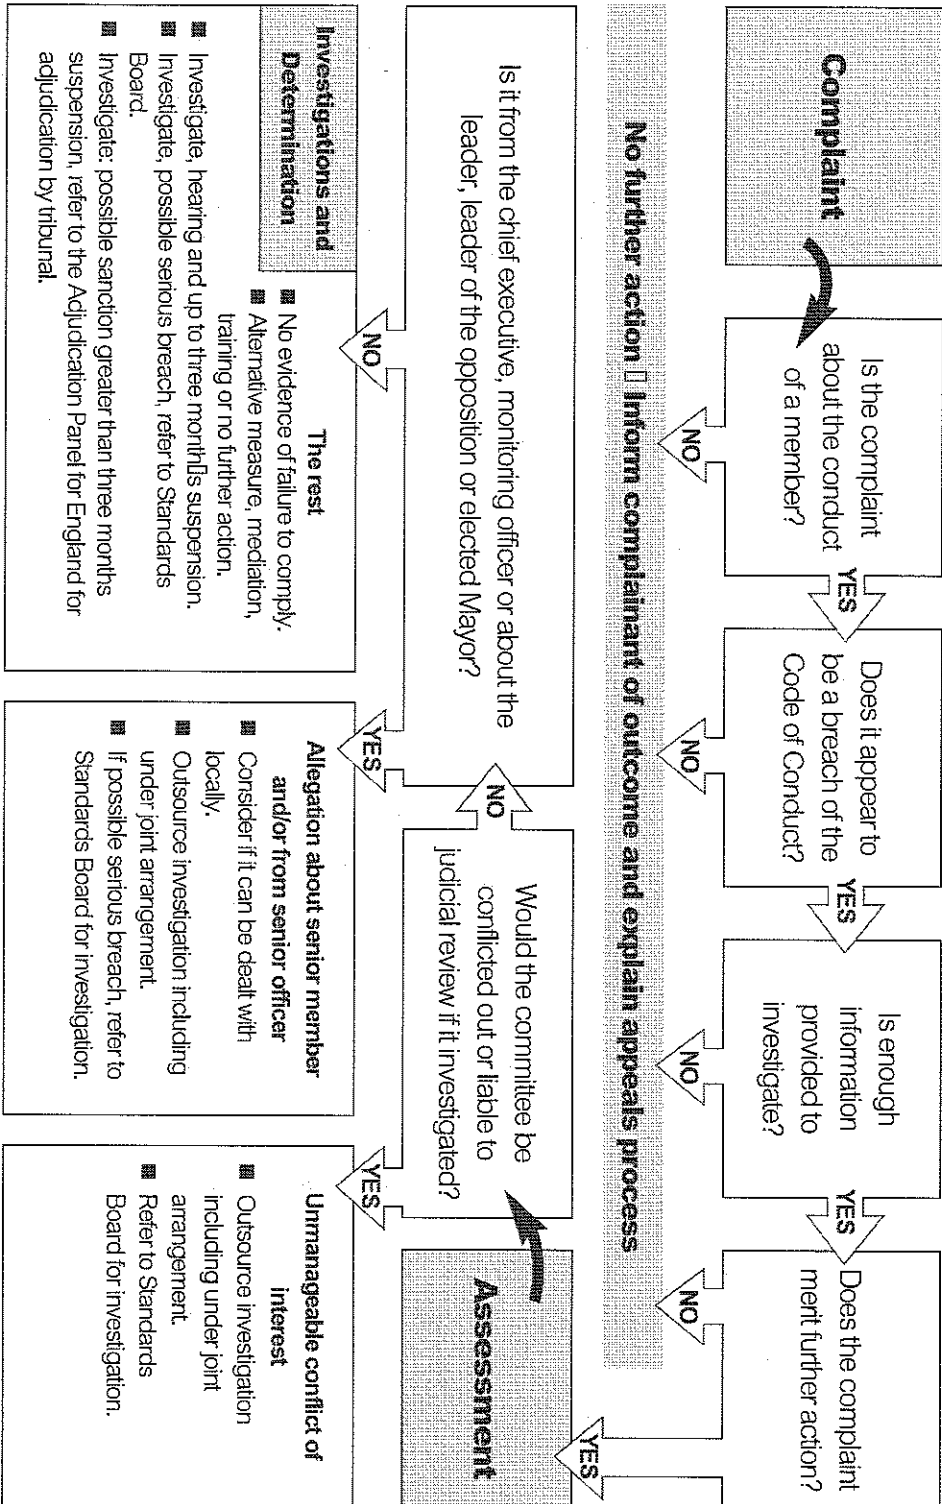 Complaint
Is the complaint
about the conduct
of a member?
YES
NO
Does it appear to
be a breach of the
Code of Conduct?
YES
NO
Is enough
information
provided to
investigate?
YES
NO
Does the complaint
merit further action?
NO
YES
No further action ▯ Inform complainant of outcome and explain appeals process
Assessment
Would the committee be
conflicted out or liable to
judicial review if it investigated?
NO
YES
Is it from the chief executive, monitoring officer or about the
leader, leader of the opposition or elected Mayor?
NO
YES
Investigations and
Determination
The rest
■ No evidence of failure to comply.
■ Alternative measure, mediation,
training or no further action.
■ Investigate, hearing and up to three month▯s suspension.
■ Investigate, possible serious breach, refer to Standards
Board.
■ Investigate: possible sanction greater than three months
suspension, refer to the Adjudication Panel for England for
adjudication by tribunal.
Allegation about senior member
and/or from senior officer
■ Consider if it can be dealt with
locally.
■ Outsource investigation including
under joint arrangement.
■ If possible serious breach, refer to
Standards Board for investigation.
Unmanageable conflict of
interest
■ Outsource investigation
including under joint
arrangement.
■ Refer to Standards
Board for investigation.